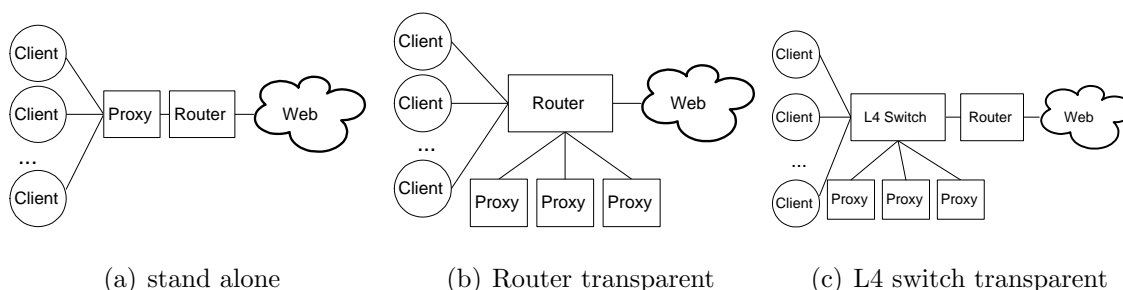 Client
Client
...
Client
Proxy
Router
Web
(a) stand alone
Client
Client
...
Client
Router
Web
Proxy
Proxy
Proxy
(b) Router transparent
Client
Client
...
Client
L4 Switch
Router
Web
Proxy
Proxy
Proxy
(c) L4 switch transparent